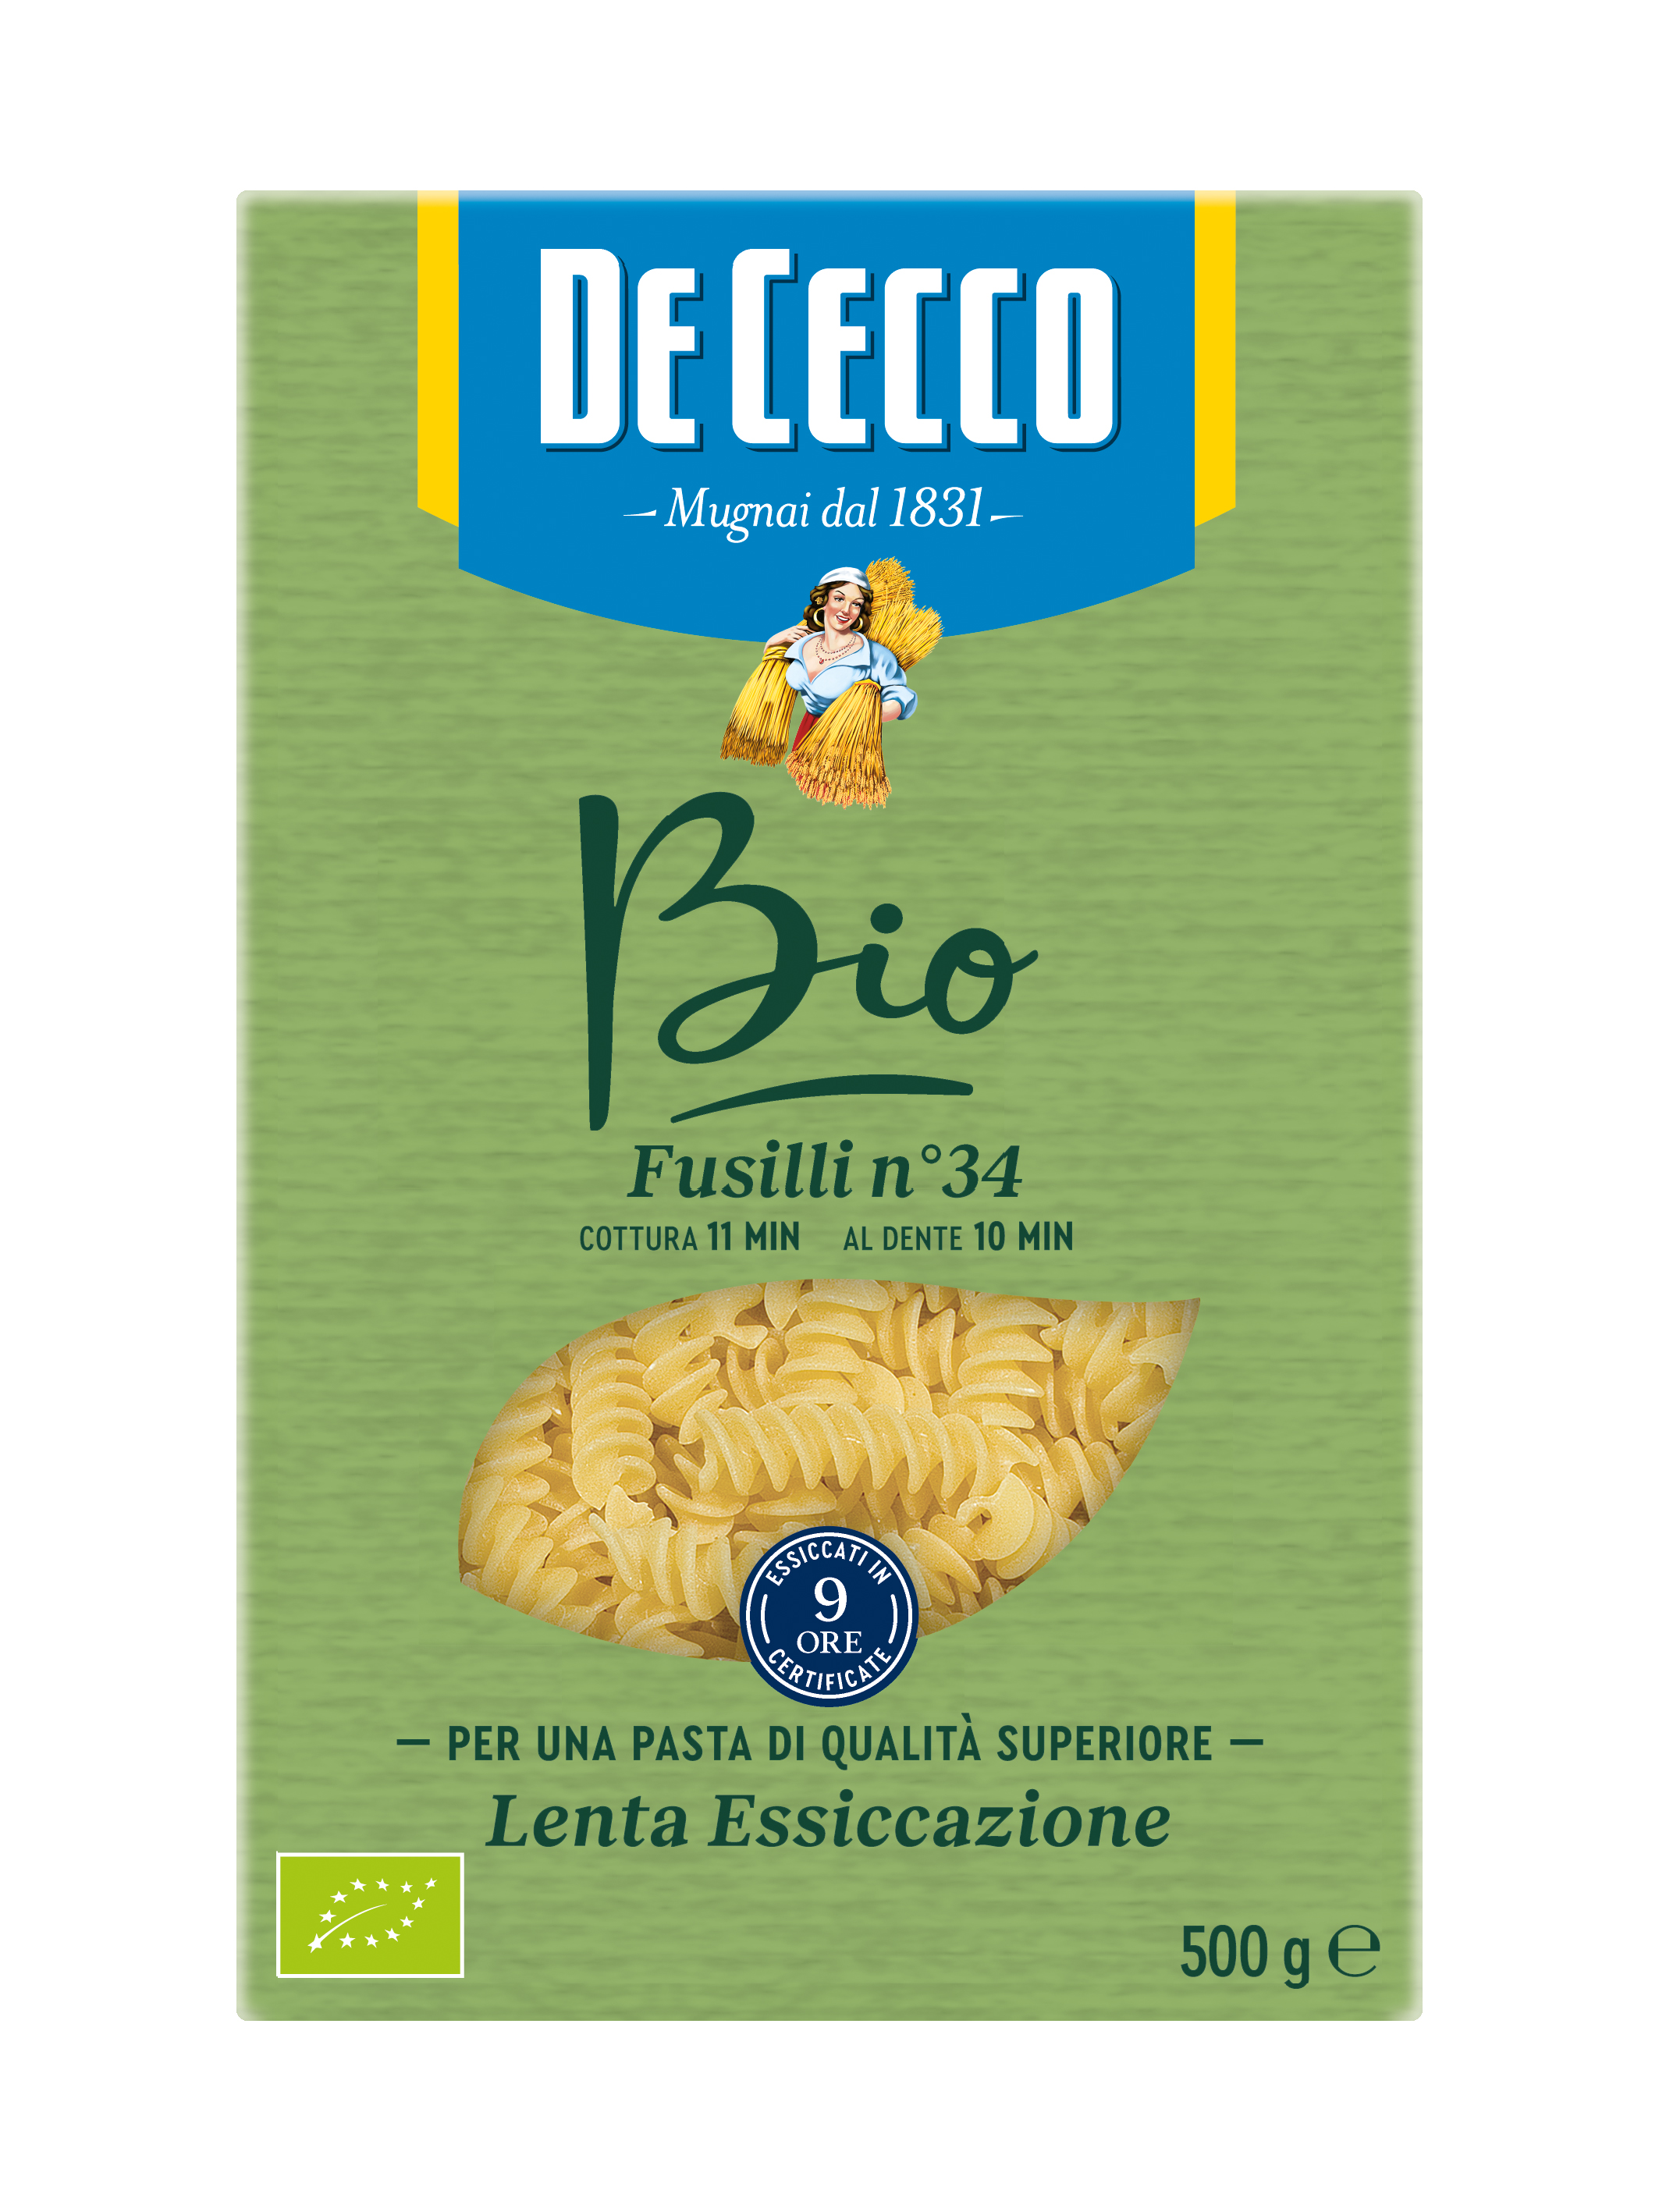 DE CECCO
Mugnai dal 1831
Bio
Fusilli n°34
COTTURA 11 MIN AL DENTE 10 MIN
ESSICCATI IN
9
ORE
CERTIFICATE
— PER UNA PASTA DI QUALITÀ SUPERIORE —
Lenta Essiccazione
500 g ℮